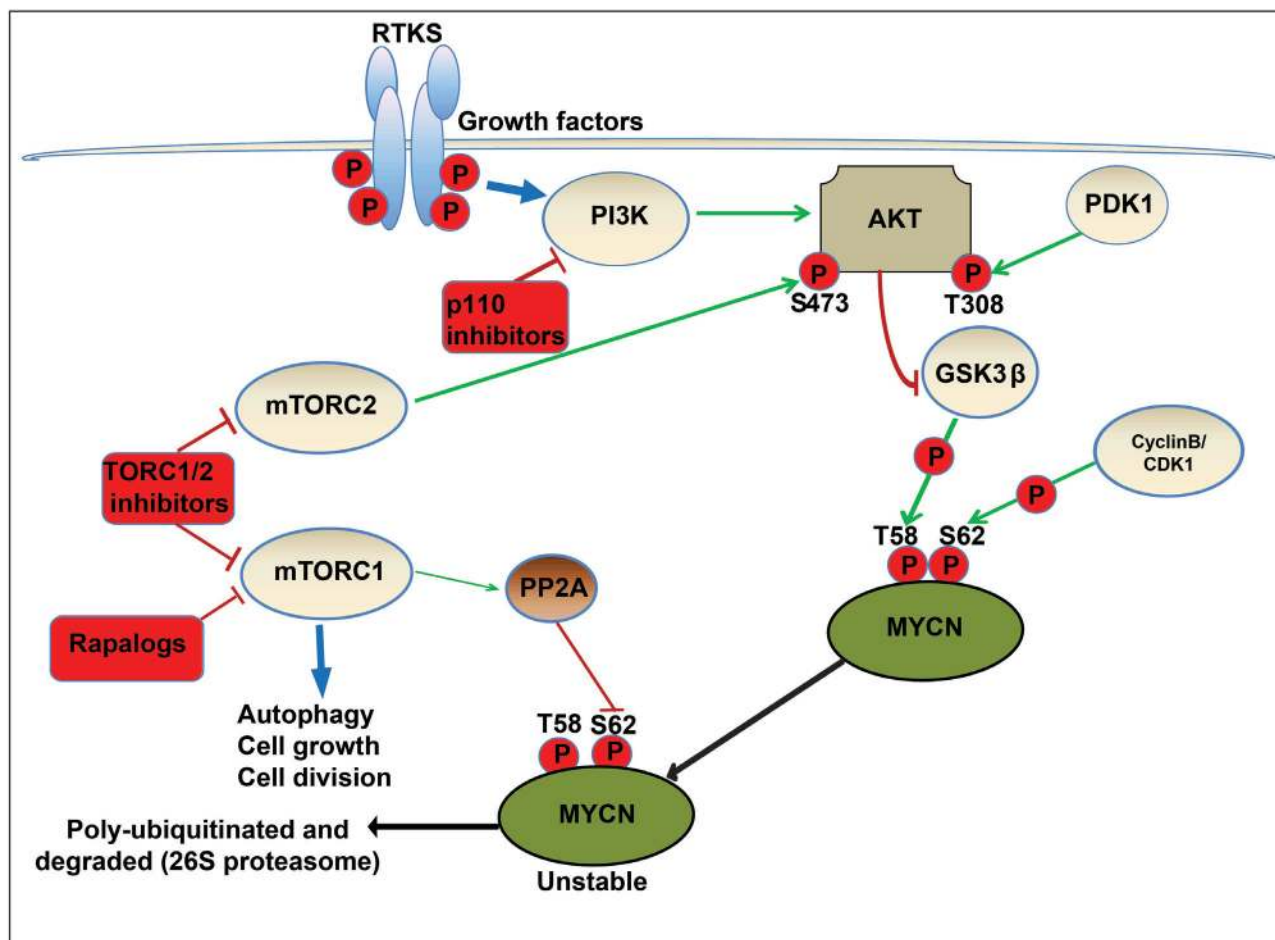 RTKS
Growth factors
P
P
P
P
PI3K
AKT
PDK1
P
P
S473
T308
p110
inhibitors
GSK3β
mTORC2
P
CyclinB/
CDK1
P
TORC1/2
inhibitors
T58
S62
P
P
mTORC1
PP2A
MYCN
Rapalogs
Autophagy
Cell growth
Cell division
T58
S62
P
P
MYCN
Poly-ubiquitinated and
degraded (26S proteasome)
Unstable